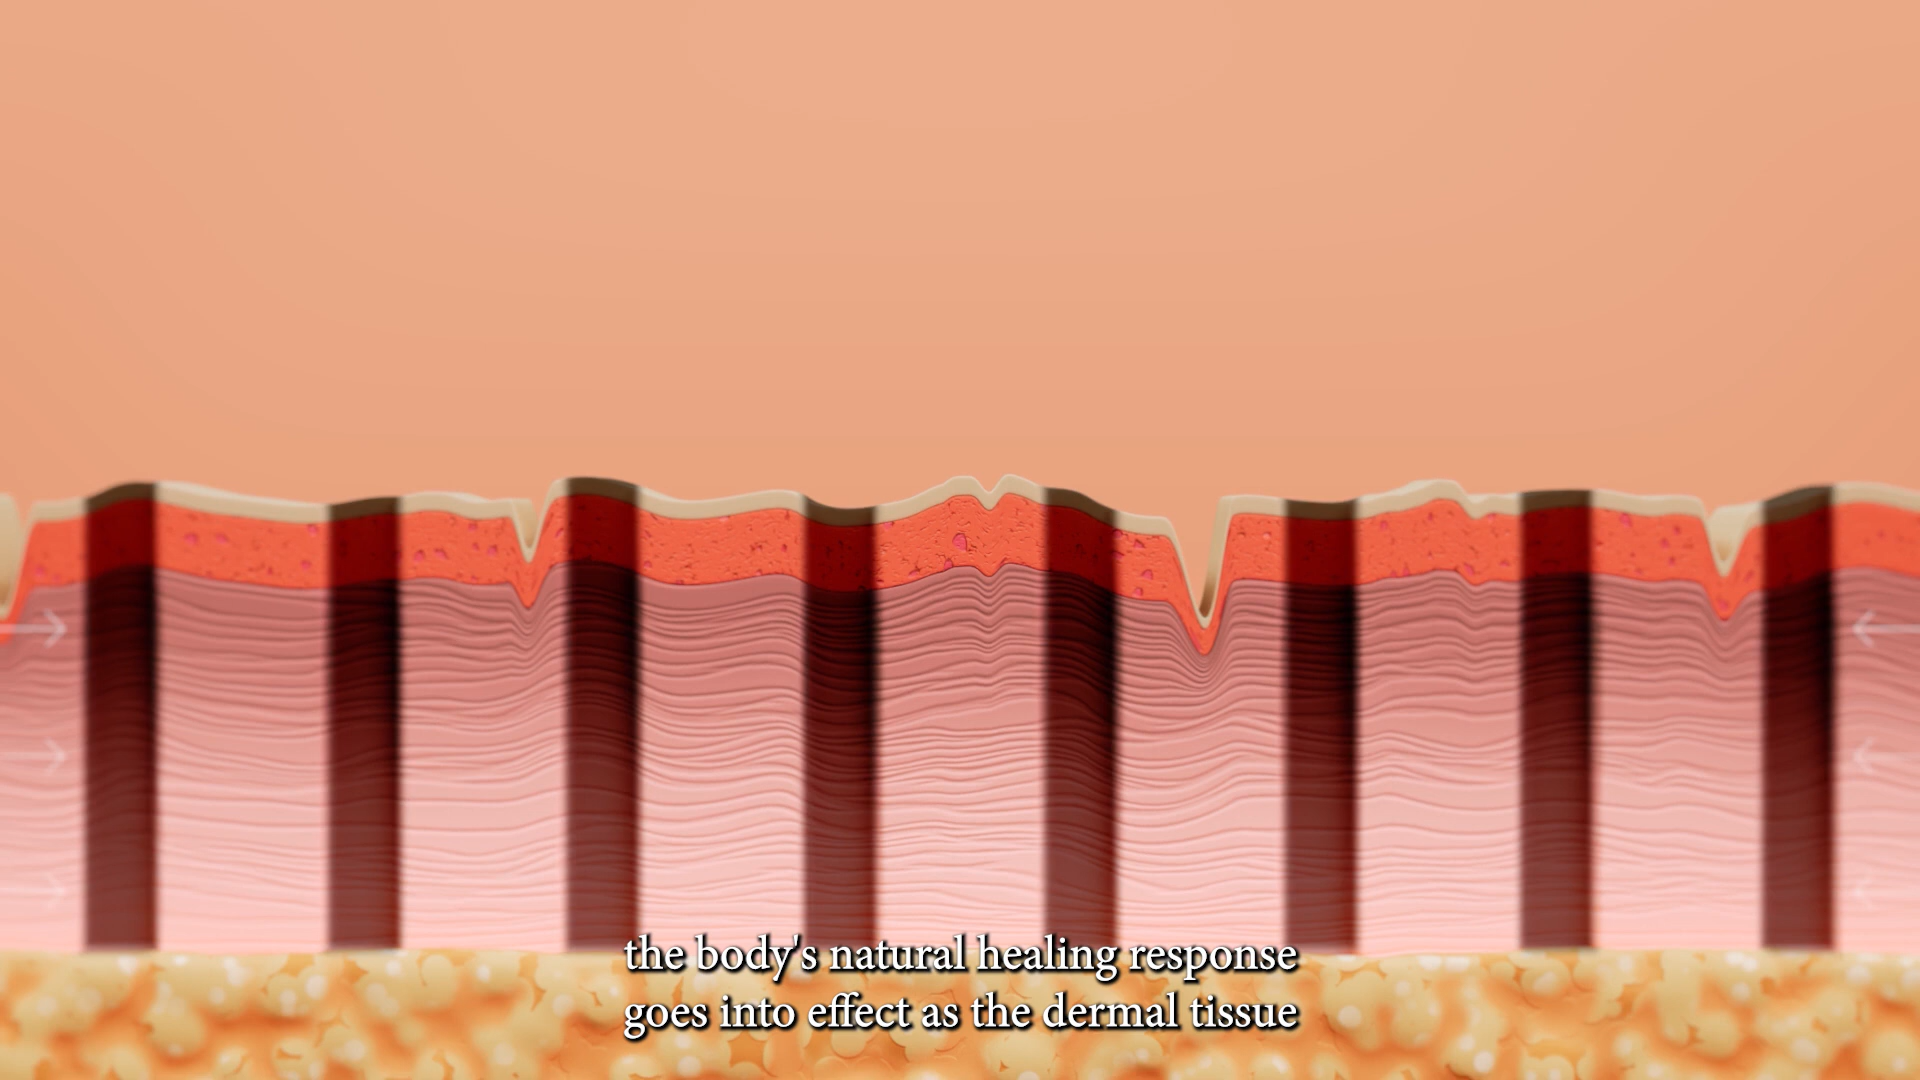 the body's natural healing response
goes into effect as the dermal tissue